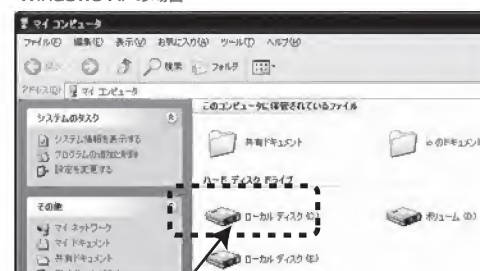 マイ コンピュータ
ファイル(F) 編集(E) 表示(V) お気に入り(A) ツール(T) ヘルプ(H)
検索 フォルダ
マイ コンピュータ
システムのタスク
システム情報を表示する
プログラムの追加と削除
設定を変更する
その他
マイ ネットワーク
マイ ドキュメント
共有ドキュメント
このコンピュータに保管されているファイル
共有ドキュメント
のドキュメント
ハード ディスク ドライブ
ローカル ディスク (C:)
ボリューム (D:)
ローカル ディスク (E:)